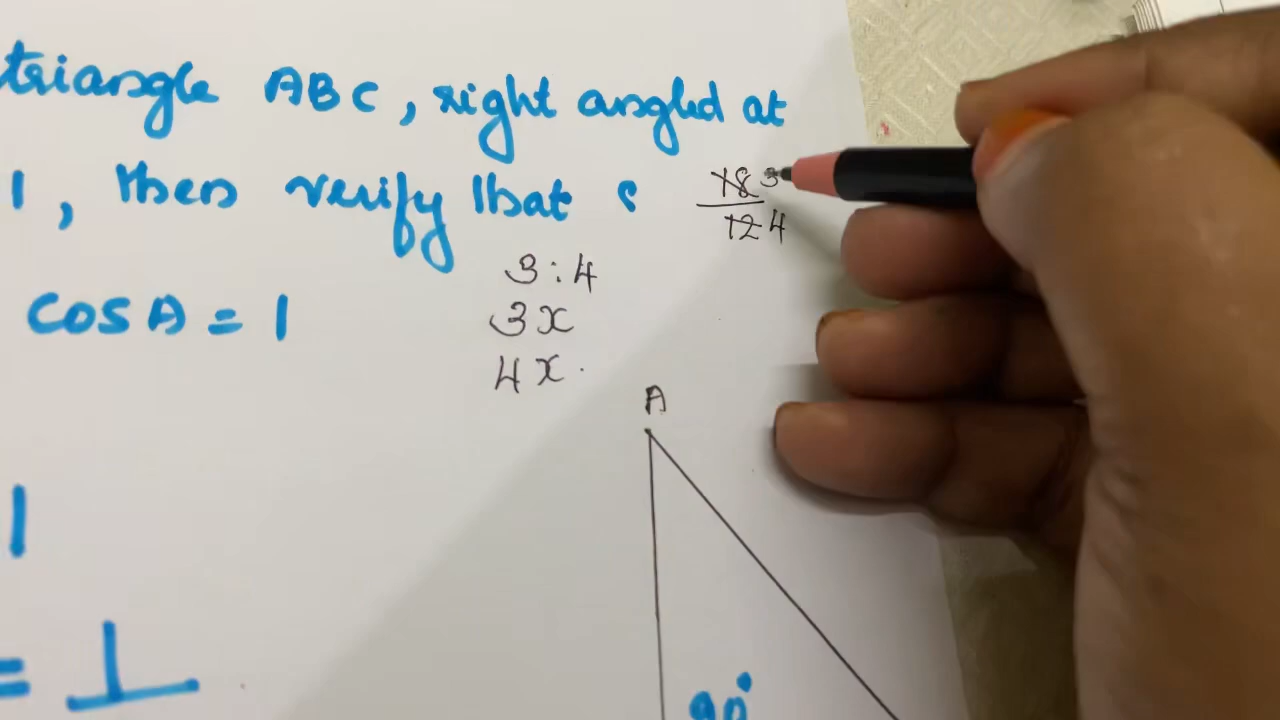 triangle ABC, right angled at
1, then verify that
18 3
12 4
3:4
cosA = 1
3x
4x.
A
1
= 1
90°